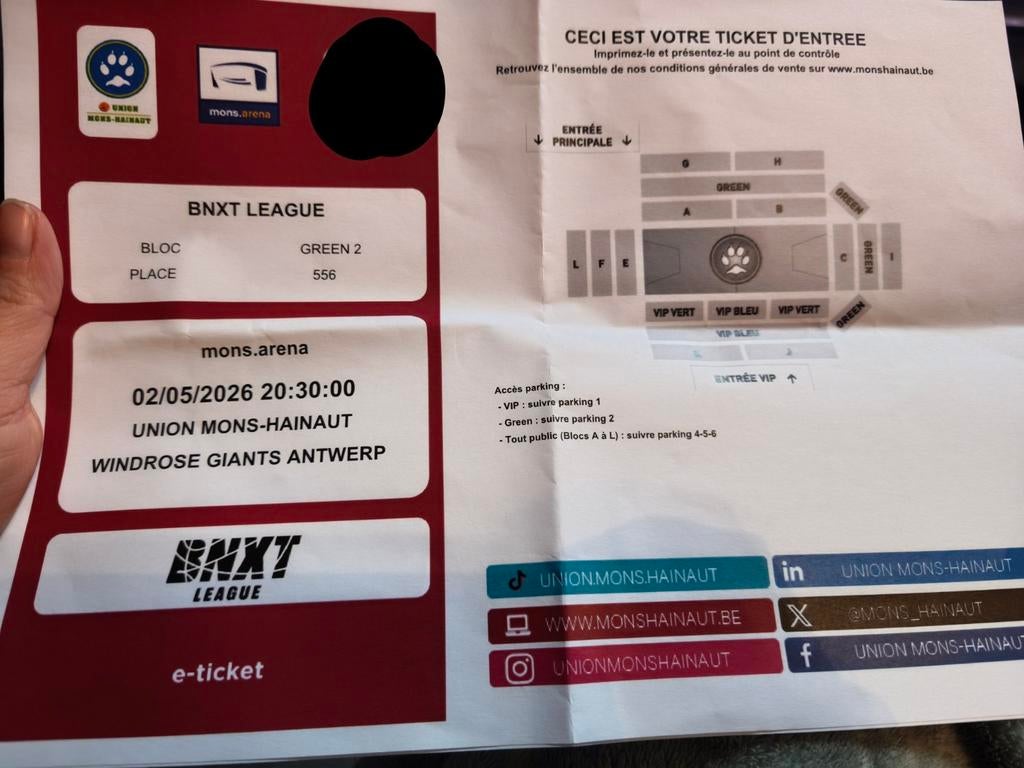 UNION
MONS-HAINAUT
mons.arena
BNXT LEAGUE
BLOC GREEN 2
PLACE 556
mons.arena
02/05/2026 20:30:00
UNION MONS-HAINAUT
WINDROSE GIANTS ANTWERP
BNXT
LEAGUE
e-ticket
CECI EST VOTRE TICKET D'ENTREE
Imprimez-le et présentez-le au point de contrôle
Retrouvez l'ensemble de nos conditions générales de vente sur www.monshainaut.be
ENTRÉE
PRINCIPALE
G H
GREEN
A B
GREEN
L F E C GREEN I
VIP VERT VIP BLEU VIP VERT
GREEN
VIP BLEU
ENTRÉE VIP
Accès parking :
- VIP : suivre parking 1
- Green : suivre parking 2
- Tout public (Blocs A à L) : suivre parking 4-5-6
UNION.MONS.HAINAUT
in UNION MONS-HAINAUT
WWW.MONSHAINAUT.BE
X @MONS_HAINAUT
UNIONMONSHAINAUT
f UNION MONS-HAINAUT